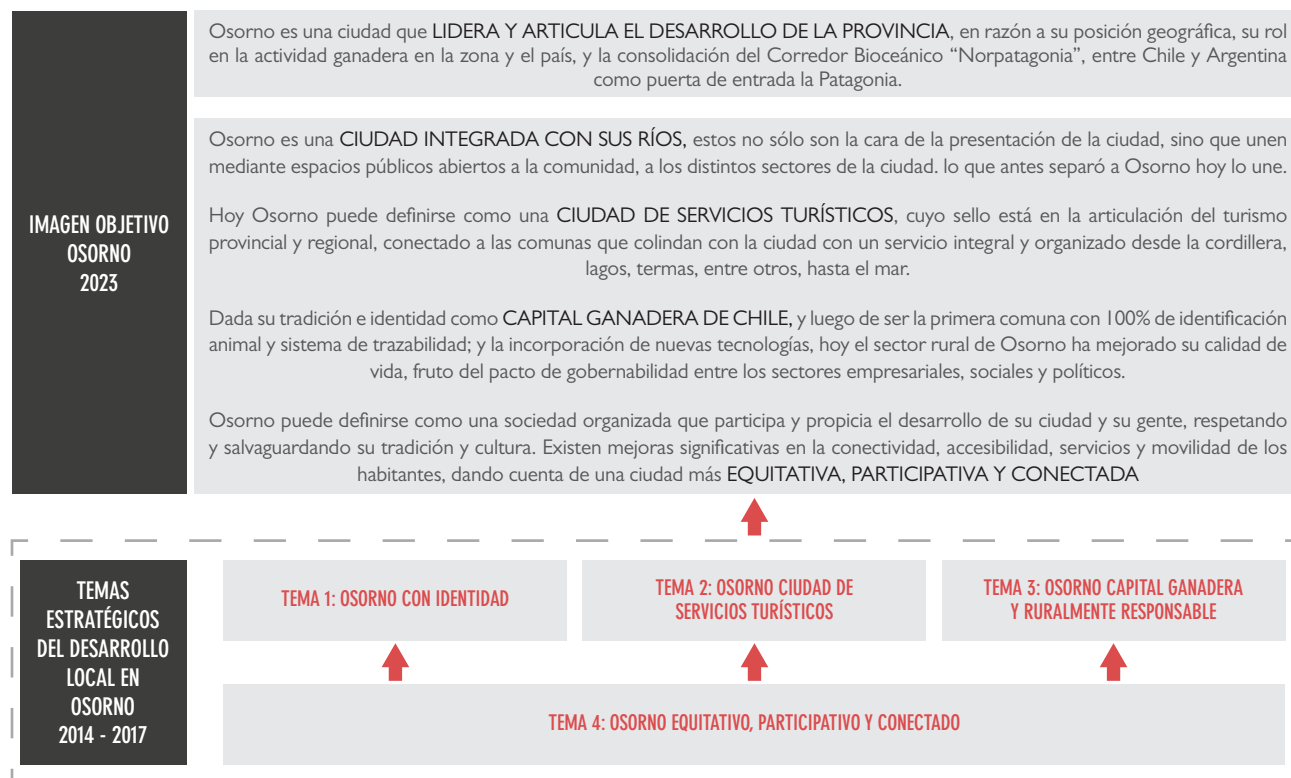 Osorno es una ciudad que LIDERA Y ARTICULA EL DESARROLLO DE LA PROVINCIA, en razón a su posición geográfica, su rol
en la actividad ganadera en la zona y el país, y la consolidación del Corredor Bioceánico “Norpatagonia”, entre Chile y Argentina
como puerta de entrada la Patagonia.
IMAGEN OBJETIVO
OSORNO
2023
Osorno es una CIUDAD INTEGRADA CON SUS RÍOS, estos no sólo son la cara de la presentación de la ciudad, sino que unen
mediante espacios públicos abiertos a la comunidad, a los distintos sectores de la ciudad. lo que antes separó a Osorno hoy lo une.
Hoy Osorno puede definirse como una CIUDAD DE SERVICIOS TURÍSTICOS, cuyo sello está en la articulación del turismo
provincial y regional, conectado a las comunas que colindan con la ciudad con un servicio integral y organizado desde la cordillera,
lagos, termas, entre otros, hasta el mar.
Dada su tradición e identidad como CAPITAL GANADERA DE CHILE, y luego de ser la primera comuna con 100% de identificación
animal y sistema de trazabilidad; y la incorporación de nuevas tecnologías, hoy el sector rural de Osorno ha mejorado su calidad de
vida, fruto del pacto de gobernabilidad entre los sectores empresariales, sociales y políticos.
Osorno puede definirse como una sociedad organizada que participa y propicia el desarrollo de su ciudad y su gente, respetando
y salvaguardando su tradición y cultura. Existen mejoras significativas en la conectividad, accesibilidad, servicios y movilidad de los
habitantes, dando cuenta de una ciudad más EQUITATIVA, PARTICIPATIVA Y CONECTADA
TEMAS
ESTRATÉGICOS
DEL DESARROLLO
LOCAL EN
OSORNO
2014 - 2017
TEMA 1: OSORNO CON IDENTIDAD
TEMA 2: OSORNO CIUDAD DE
SERVICIOS TURÍSTICOS
TEMA 3: OSORNO CAPITAL GANADERA
Y RURALMENTE RESPONSABLE
TEMA 4: OSORNO EQUITATIVO, PARTICIPATIVO Y CONECTADO